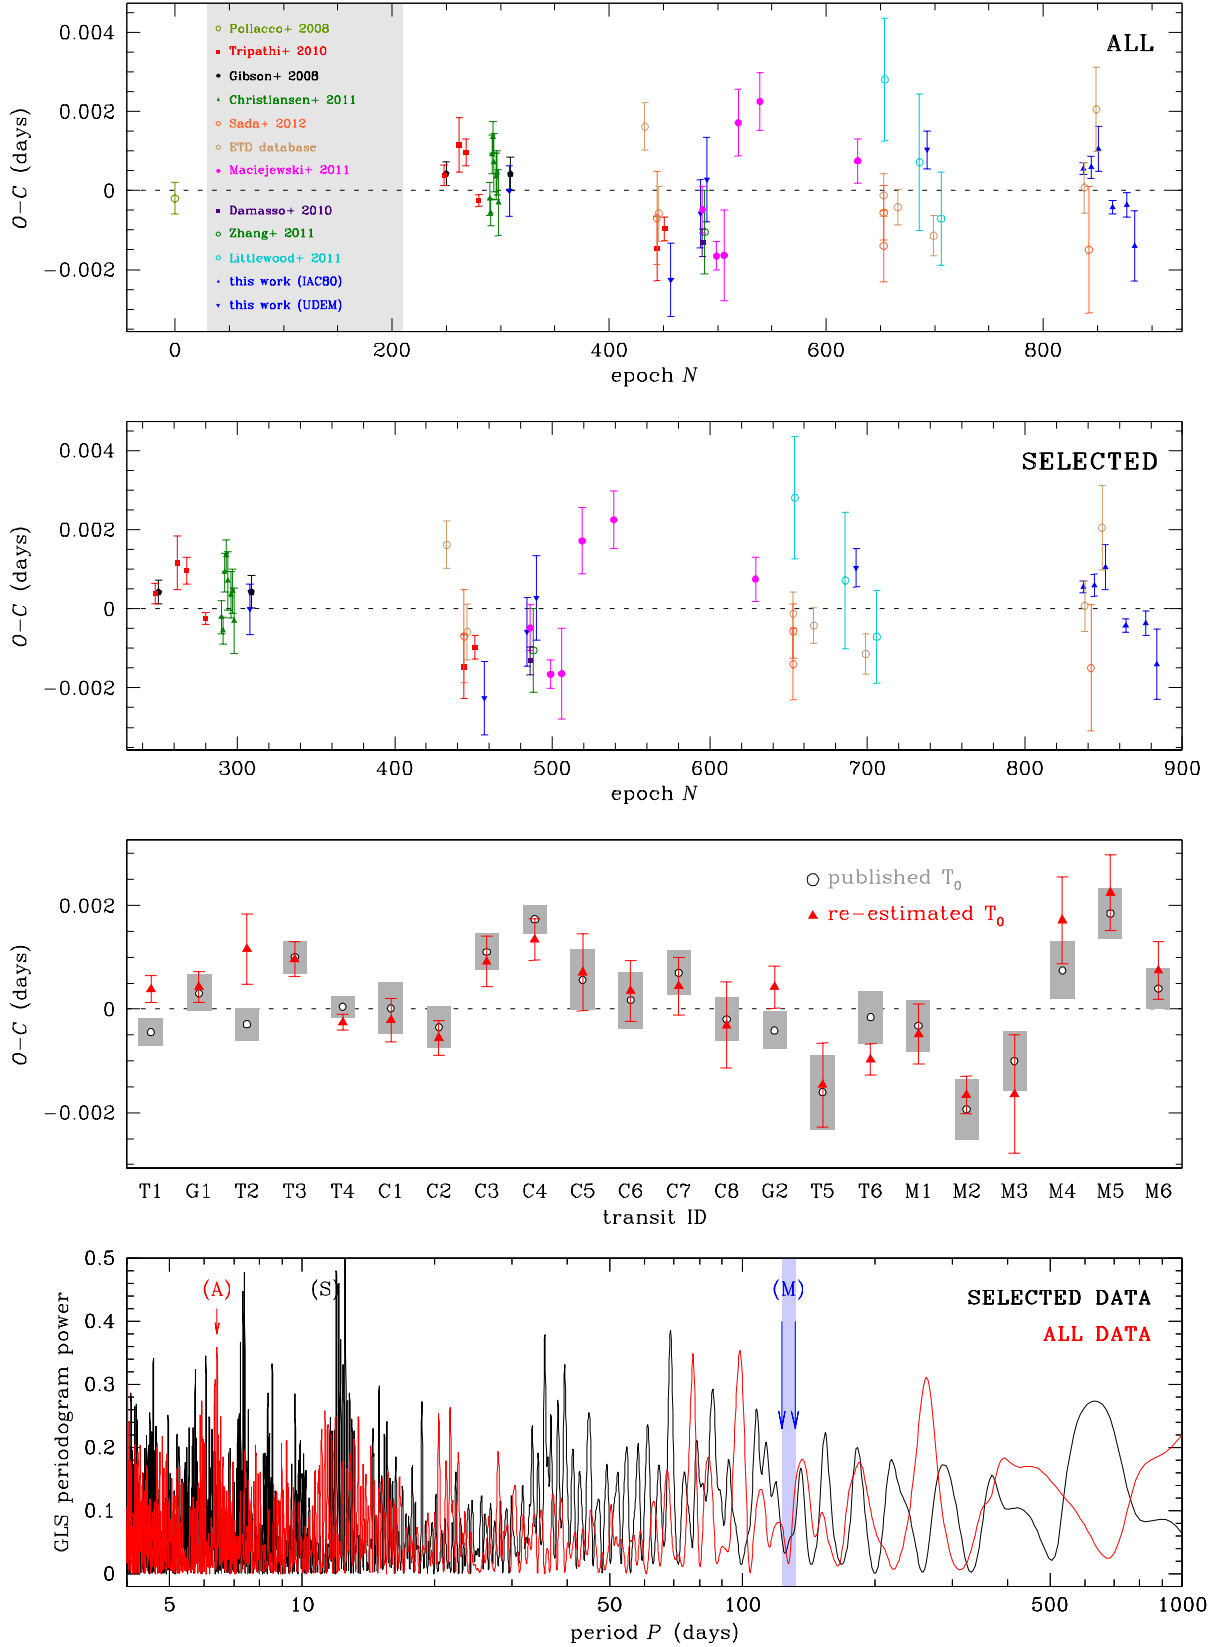 0.004
0.002
0
−0.002
O−C (days)
ALL
Pollacco+ 2008
Tripathi+ 2010
Gibson+ 2008
Christiansen+ 2011
Sada+ 2012
ETD database
Maciejewski+ 2011
Damasso+ 2010
Zhang+ 2011
Littlewood+ 2011
this work (IAC80)
this work (UDEM)
0 200 400 600 800
epoch N
0.004
0.002
0
−0.002
O−C (days)
SELECTED
300 400 500 600 700 800 900
epoch N
0.002
0
−0.002
O−C (days)
published T0
re-estimated T0
T1 G1 T2 T3 T4 C1 C2 C3 C4 C5 C6 C7 C8 G2 T5 T6 M1 M2 M3 M4 M5 M6
transit ID
0.5
0.4
0.3
0.2
0.1
0
GLS periodogram power
(A) (S) (M)
SELECTED DATA
ALL DATA
5 10 50 100 500 1000
period P (days)